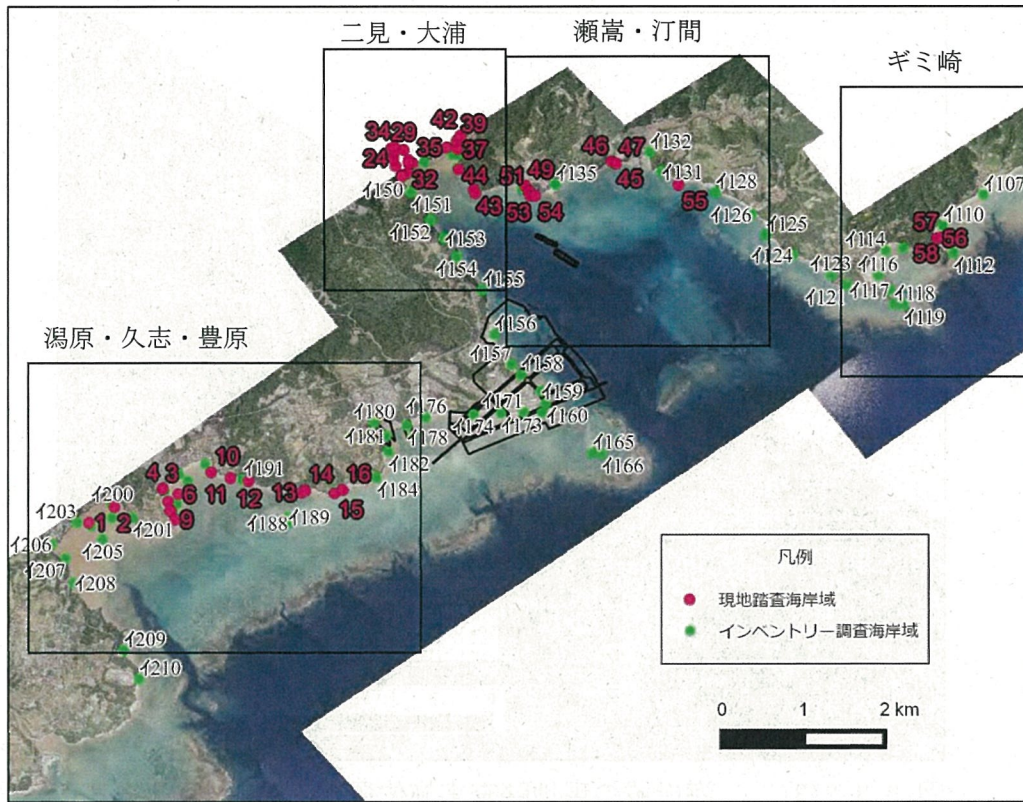 二見・大浦
瀬嵩・汀間
ギミ崎
潟原・久志・豊原
34 29 42 39
24 35 37
32 44
43
51 49
53 54
46 47
45
55
イ150
イ151
イ152
イ153
イ154
イ155
イ135
イ132
イ131
イ128
イ126
イ125
イ124
イ123
イ121
イ107
57 イ110
56
58 イ112
イ114
イ116
イ117
イ118
イ119
イ156
イ157
イ158
イ159
イ160
イ171
イ173
イ174
イ165
イ166
イ176
イ178
イ180
イ181
イ182
イ184
4 3 10
6 11 イ191
12 13 14 16
15
9
イ188 イ189
イ200
イ203
1 2 イ201
イ205
イ206
イ207
イ208
イ209
イ210
凡例
現地踏査海岸域
インベントリー調査海岸域
0 1 2 km